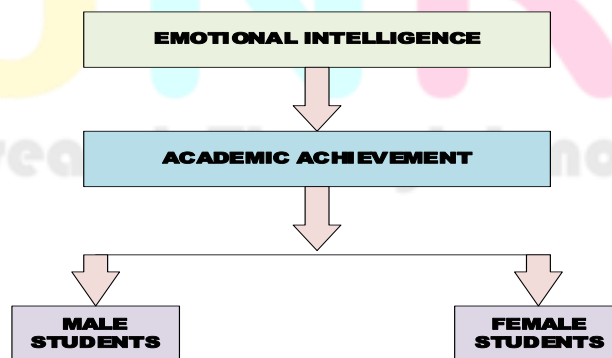 EMOTIONAL INTELLIGENCE
ACADEMIC ACHIEVEMENT
MALE
STUDENTS
FEMALE
STUDENTS